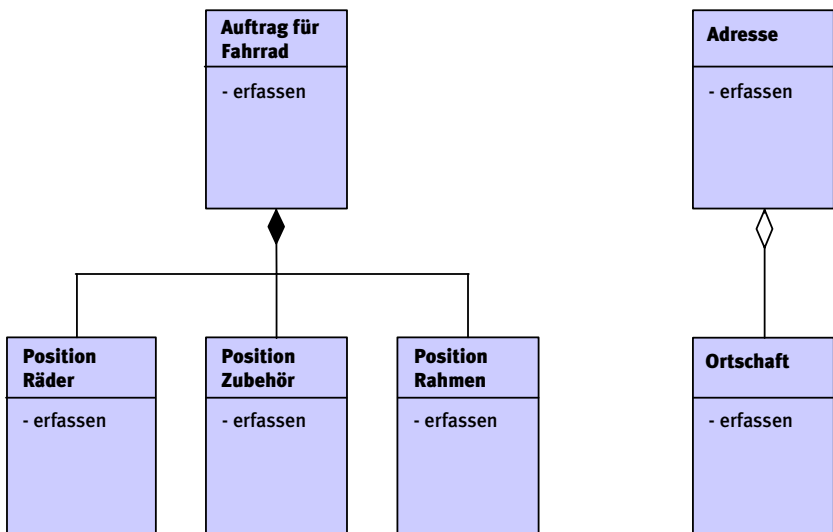 Auftrag für
Fahrrad
- erfassen
Adresse
- erfassen
Position
Räder
- erfassen
Position
Zubehör
- erfassen
Position
Rahmen
- erfassen
Ortschaft
- erfassen